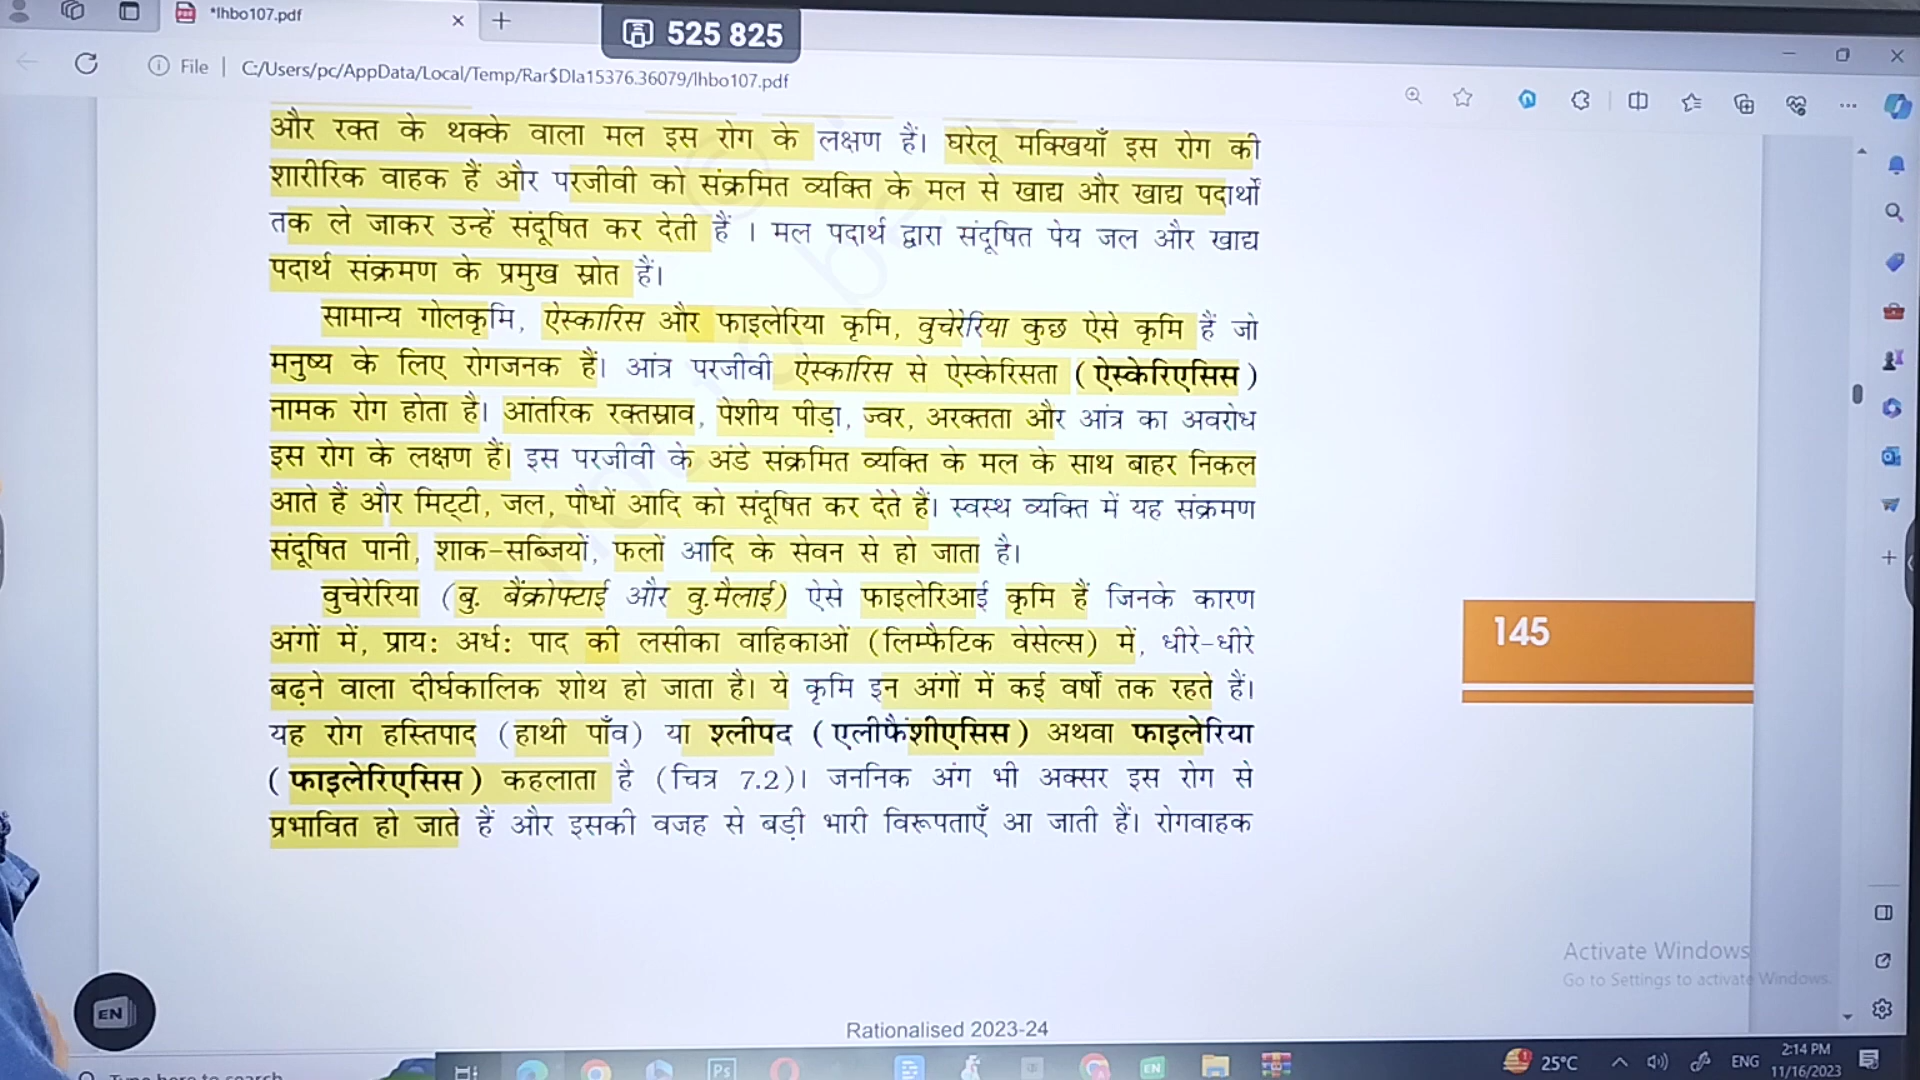 *lhbo107.pdf
525 825
File | C:/Users/pc/AppData/Local/Temp/Rar$DIa15376.36079/lhbo107.pdf
और रक्त के थक्के वाला मल इस रोग के लक्षण हैं। घरेलू मक्खियाँ इस रोग की
शारीरिक वाहक हैं और परजीवी को संक्रमित व्यक्ति के मल से खाद्य और खाद्य पदार्थों
तक ले जाकर उन्हें संदूषित कर देती हैं । मल पदार्थ द्वारा संदूषित पेय जल और खाद्य
पदार्थ संक्रमण के प्रमुख स्रोत हैं।
सामान्य गोलकृमि, ऐस्कारिस और फाइलेरिया कृमि, वुचेरेरिया कुछ ऐसे कृमि हैं जो
मनुष्य के लिए रोगजनक हैं। आंत्र परजीवी ऐस्कारिस से ऐस्केरिसता (ऐस्केरिएसिस)
नामक रोग होता है। आंतरिक रक्तस्राव, पेशीय पीड़ा, ज्वर, अरक्तता और आंत्र का अवरोध
इस रोग के लक्षण हैं। इस परजीवी के अंडे संक्रमित व्यक्ति के मल के साथ बाहर निकल
आते हैं और मिट्टी, जल, पौधों आदि को संदूषित कर देते हैं। स्वस्थ व्यक्ति में यह संक्रमण
संदूषित पानी, शाक-सब्जियों, फलों आदि के सेवन से हो जाता है।
वुचेरेरिया (बु. बैंक्रोफ्टाई और वु.मैलाई) ऐसे फाइलेरिआई कृमि हैं जिनके कारण
अंगों में, प्राय: अर्ध: पाद की लसीका वाहिकाओं (लिम्फैटिक वेसेल्स) में, धीरे-धीरे
बढ़ने वाला दीर्घकालिक शोथ हो जाता है। ये कृमि इन अंगों में कई वर्षों तक रहते हैं।
यह रोग हस्तिपाद (हाथी पाँव) या श्लीपद (एलीफैंशीएसिस) अथवा फाइलेरिया
(फाइलेरिएसिस) कहलाता है (चित्र 7.2)। जननिक अंग भी अक्सर इस रोग से
प्रभावित हो जाते हैं और इसकी वजह से बड़ी भारी विरूपताएँ आ जाती हैं। रोगवाहक
145
Activate Windows
Go to Settings to activate Windows.
EN
Rationalised 2023-24
Type here to search
Ps
EN
25°C
ENG
2:14 PM
11/16/2023